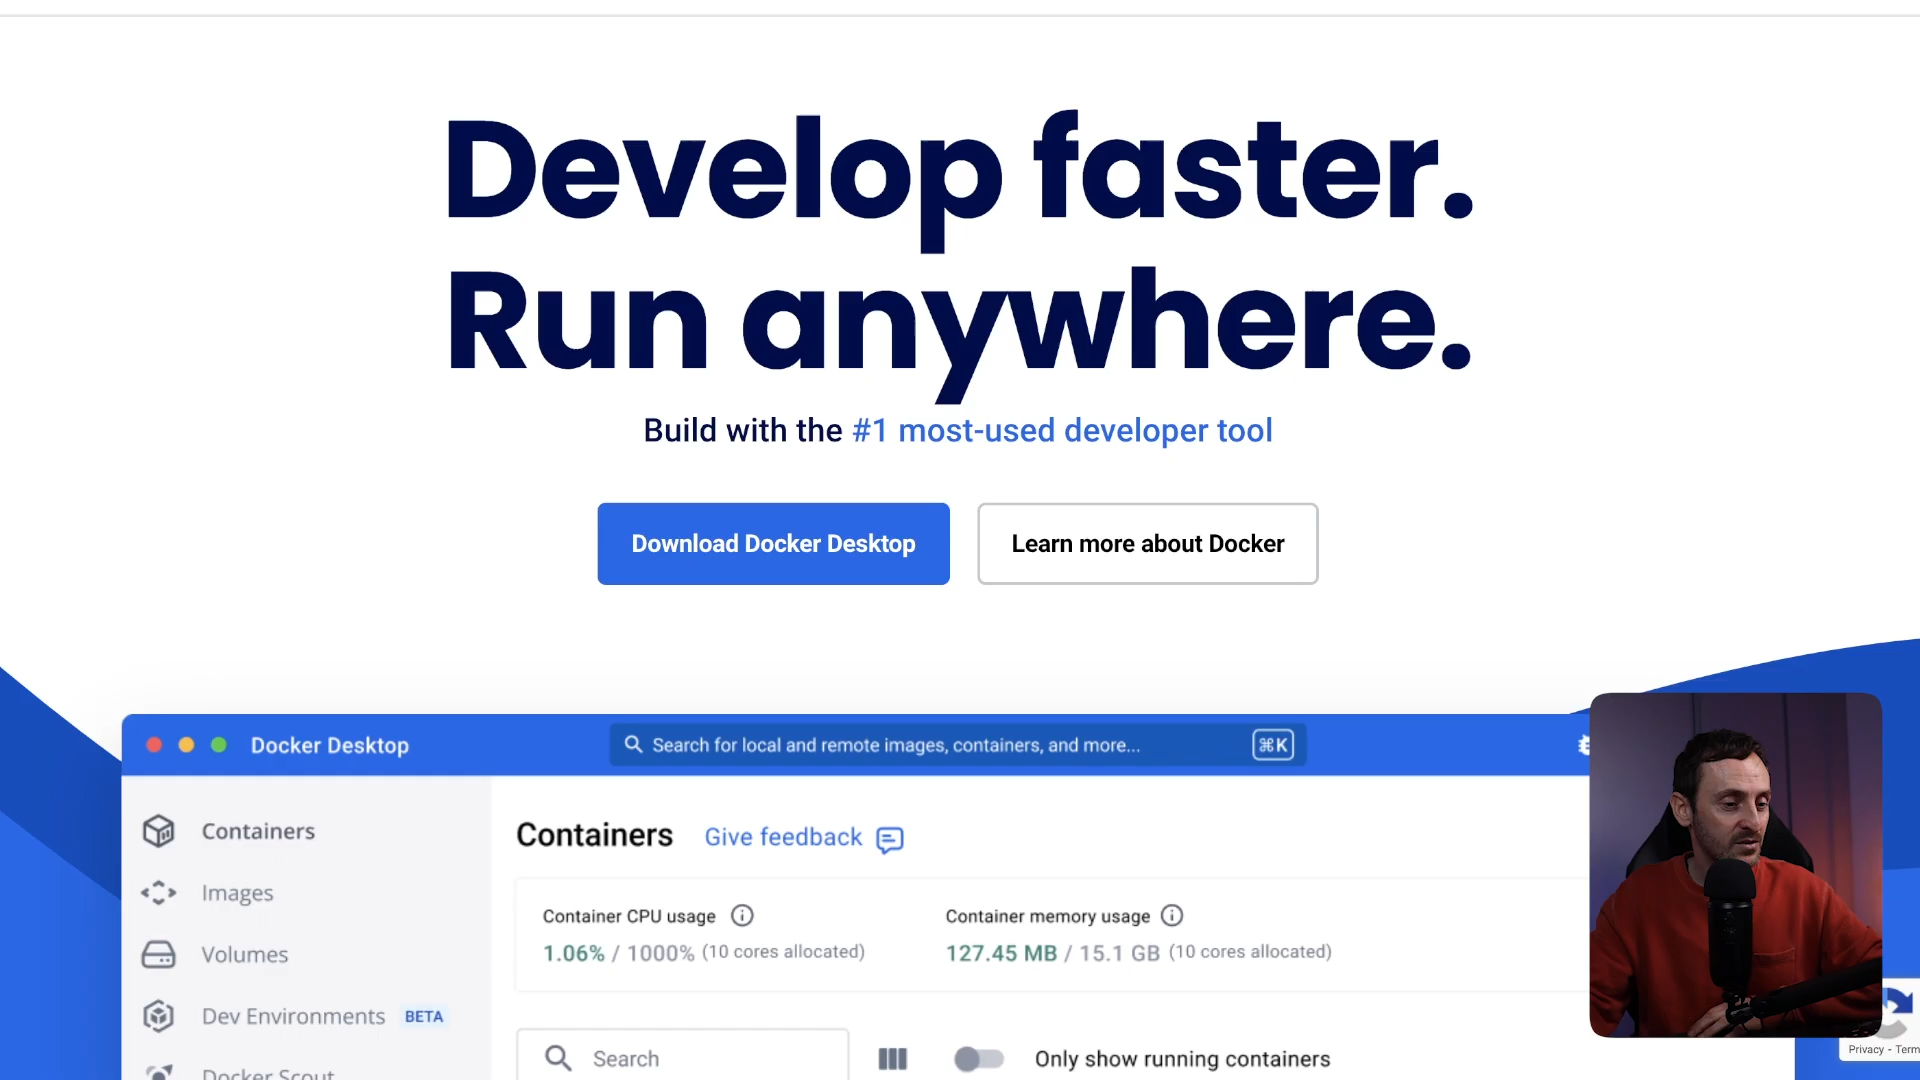 Develop faster.
Run anywhere.
Build with the #1 most-used developer tool
Download Docker Desktop
Learn more about Docker
Docker Desktop
Search for local and remote images, containers, and more...
⌘K
Containers
Images
Volumes
Dev Environments BETA
Docker Scout
Containers
Give feedback
Container CPU usage
1.06% / 1000% (10 cores allocated)
Container memory usage
127.45 MB / 15.1 GB (10 cores allocated)
Search
Only show running containers
Privacy - Term